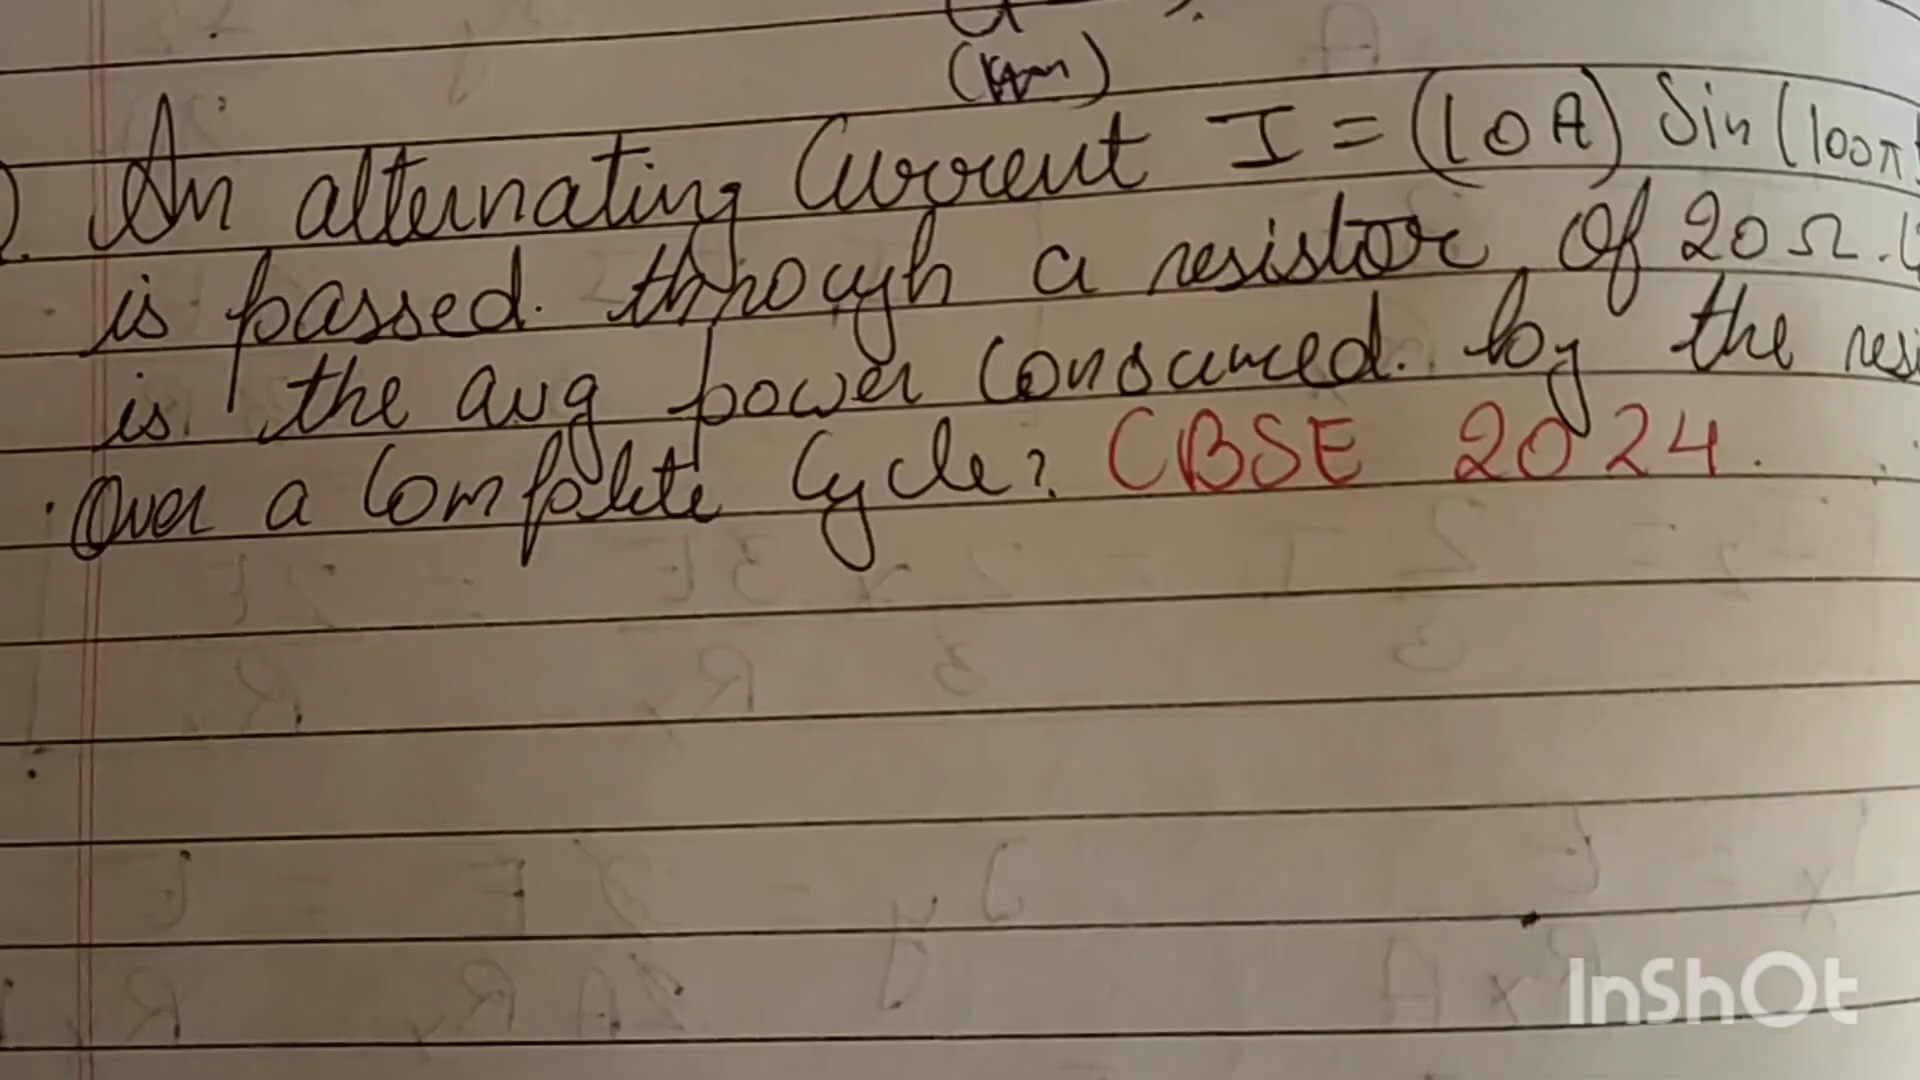 An alternating Current I = (10A) Sin (100π
is passed. through a resistor of 20Ω.
is the avg power Consumed. by the
Over a Complete Cycle? CBSE 2024.
InShOt